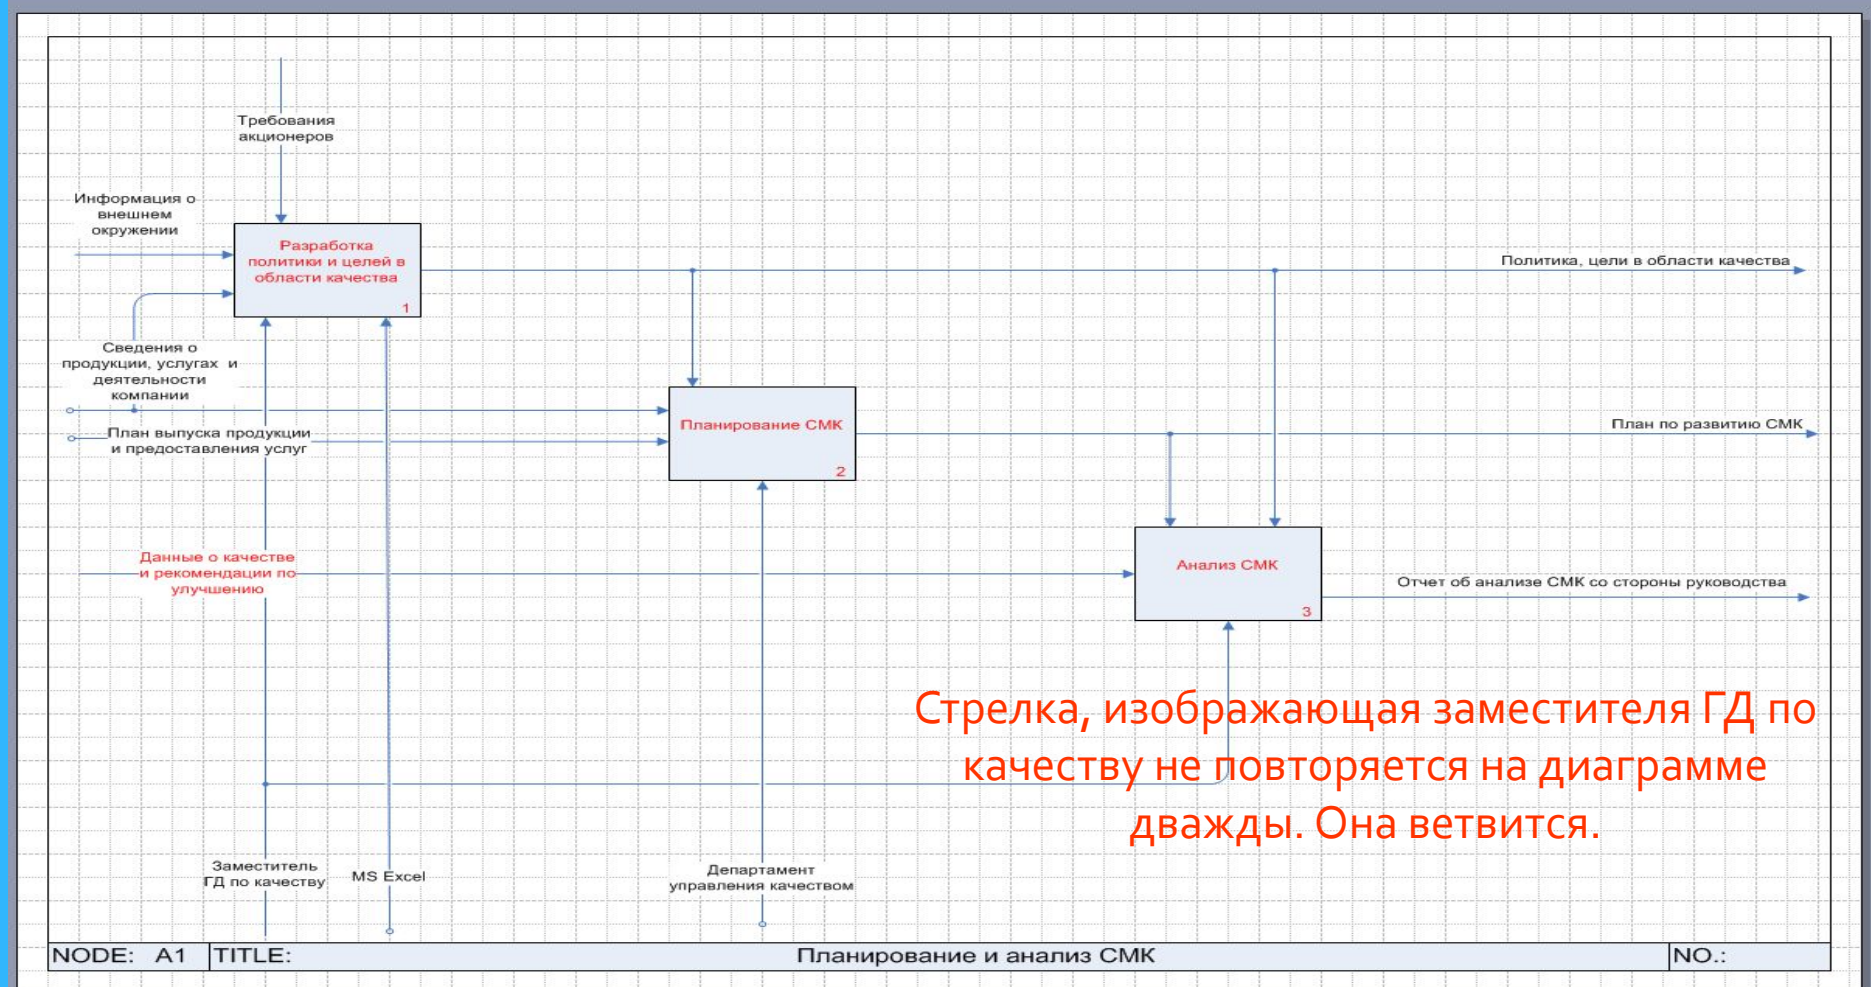 Требования
акционеров
Информация о
внешнем
окружении
Разработка
политики и целей в
области качества
1
Политика, цели в области качества
Сведения о
продукции, услугах и
деятельности
компании
План выпуска продукции
и предоставления услуг
Планирование СМК
2
План по развитию СМК
Данные о качестве
и рекомендации по
улучшению
Анализ СМК
3
Отчет об анализе СМК со стороны руководства
Стрелка, изображающая заместителя ГД по
качеству не повторяется на диаграмме
дважды. Она ветвится.
Заместитель
ГД по качеству
MS Excel
Департамент
управления качеством
NODE: A1 TITLE: Планирование и анализ СМК NO.: